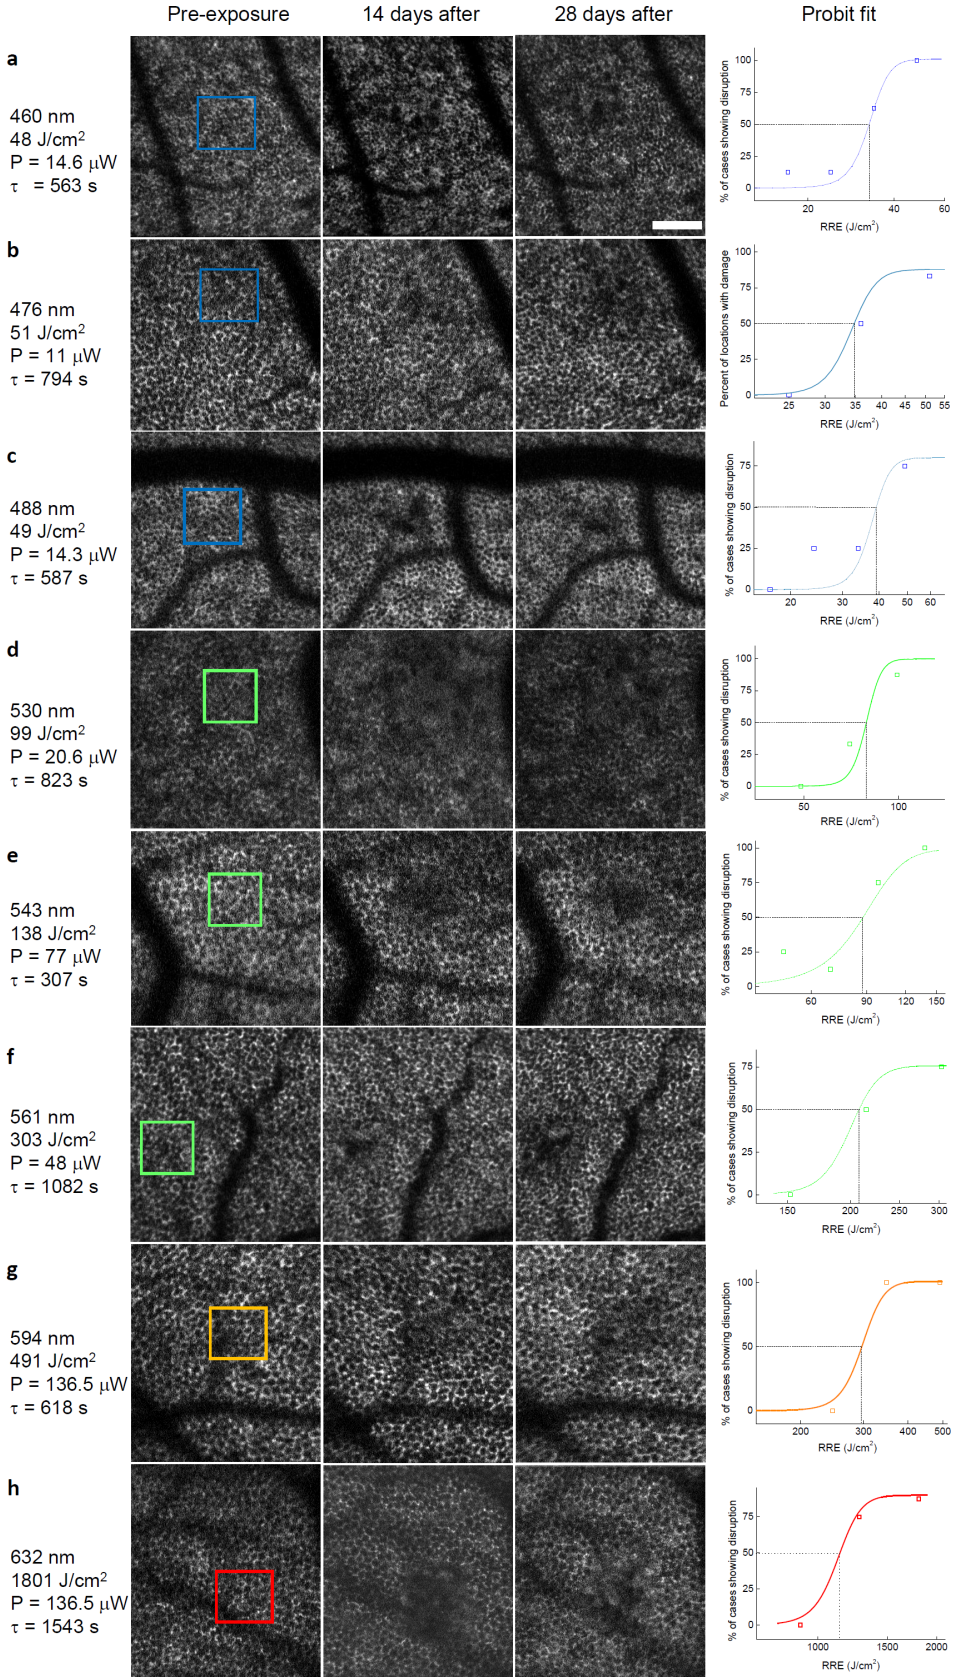 Pre-exposure 14 days after 28 days after Probit fit
a
460 nm
48 J/cm²
P = 14.6 µW
τ = 563 s
% of cases showing disruption
100
75
50
25
0
20 40 60
RRE (J/cm²)
b
476 nm
51 J/cm²
P = 11 µW
τ = 794 s
Percent of locations with damage
100
75
50
25
0
25 30 35 40 45 50 55
RRE (J/cm²)
c
488 nm
49 J/cm²
P = 14.3 µW
τ = 587 s
% of cases showing disruption
75
50
25
0
20 30 40 50 60
RRE (J/cm²)
d
530 nm
99 J/cm²
P = 20.6 µW
τ = 823 s
% of cases showing disruption
100
75
50
25
0
50 100
RRE (J/cm²)
e
543 nm
138 J/cm²
P = 77 µW
τ = 307 s
% of cases showing disruption
100
75
50
25
0
60 90 120 150
RRE (J/cm²)
f
561 nm
303 J/cm²
P = 48 µW
τ = 1082 s
% of cases showing disruption
75
50
25
0
150 200 250 300
RRE (J/cm²)
g
594 nm
491 J/cm²
P = 136.5 µW
τ = 618 s
% of cases showing disruption
100
75
50
25
0
200 300 400 500
RRE (J/cm²)
h
632 nm
1801 J/cm²
P = 136.5 µW
τ = 1543 s
% of cases showing disruption
75
50
25
0
1000 1500 2000
RRE (J/cm²)